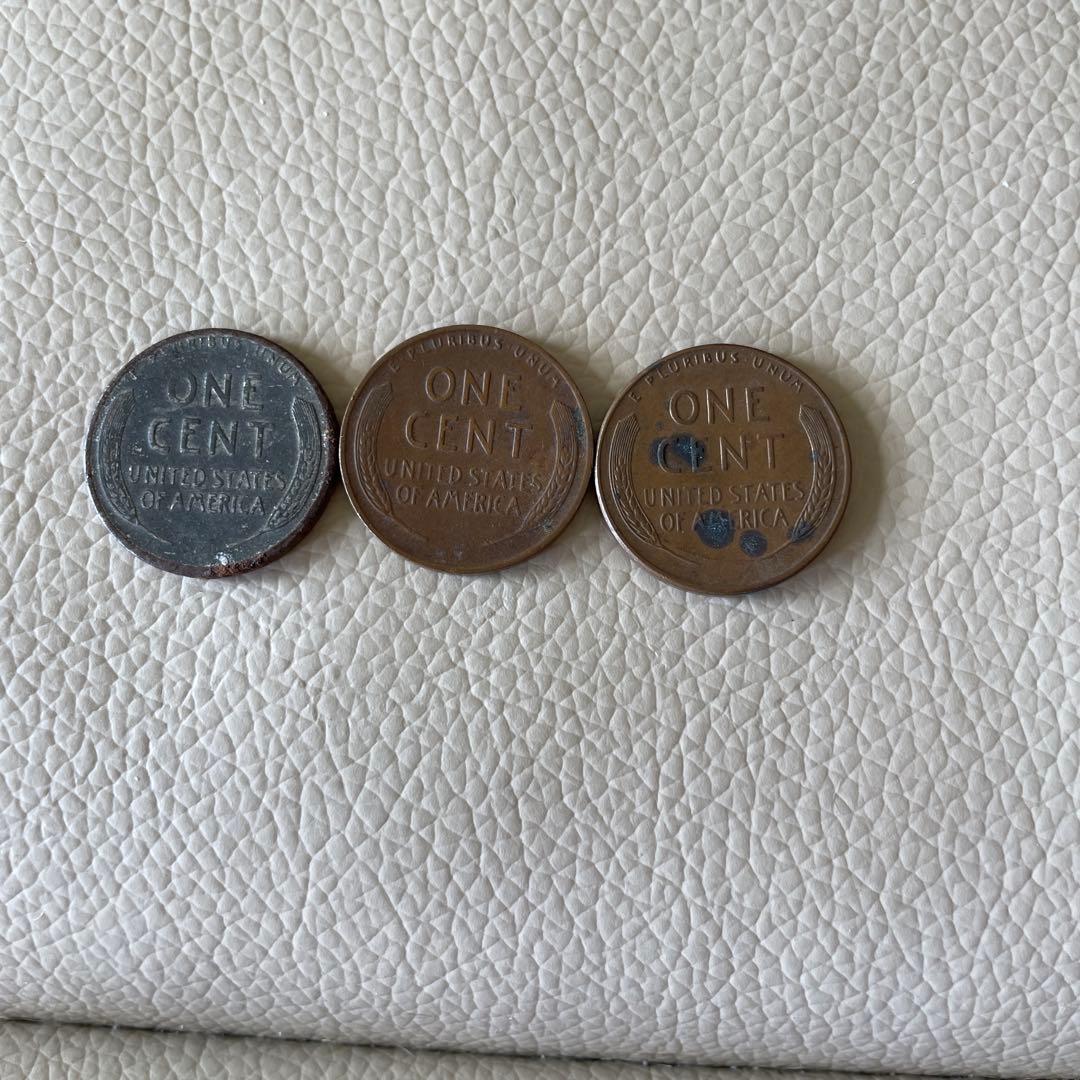 E PLURIBUS UNUM
ONE
CENT
UNITED STATES
OF AMERICA
E PLURIBUS UNUM
ONE
CENT
UNITED STATES
OF AMERICA
E PLURIBUS UNUM
ONE
CENT
UNITED STATES
OF AMERICA